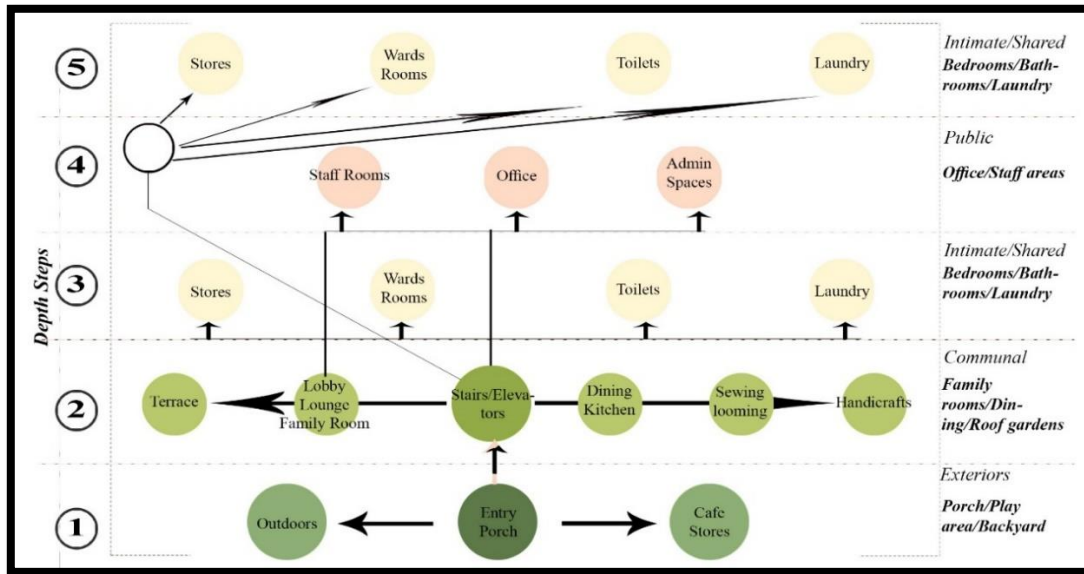 Depth Steps
5
Stores
Wards
Rooms
Toilets
Laundry
Intimate/Shared
Bedrooms/Bath-
rooms/Laundry
4
Staff Rooms
Office
Admin
Spaces
Public
Office/Staff areas
3
Stores
Wards
Rooms
Toilets
Laundry
Intimate/Shared
Bedrooms/Bath-
rooms/Laundry
2
Terrace
Lobby
Lounge
Family Room
Stairs/Eleva-
tors
Dining
Kitchen
Sewing
looming
Handicrafts
Communal
Family
rooms/Din-
ing/Roof gardens
1
Outdoors
Entry
Porch
Cafe
Stores
Exteriors
Porch/Play
area/Backyard